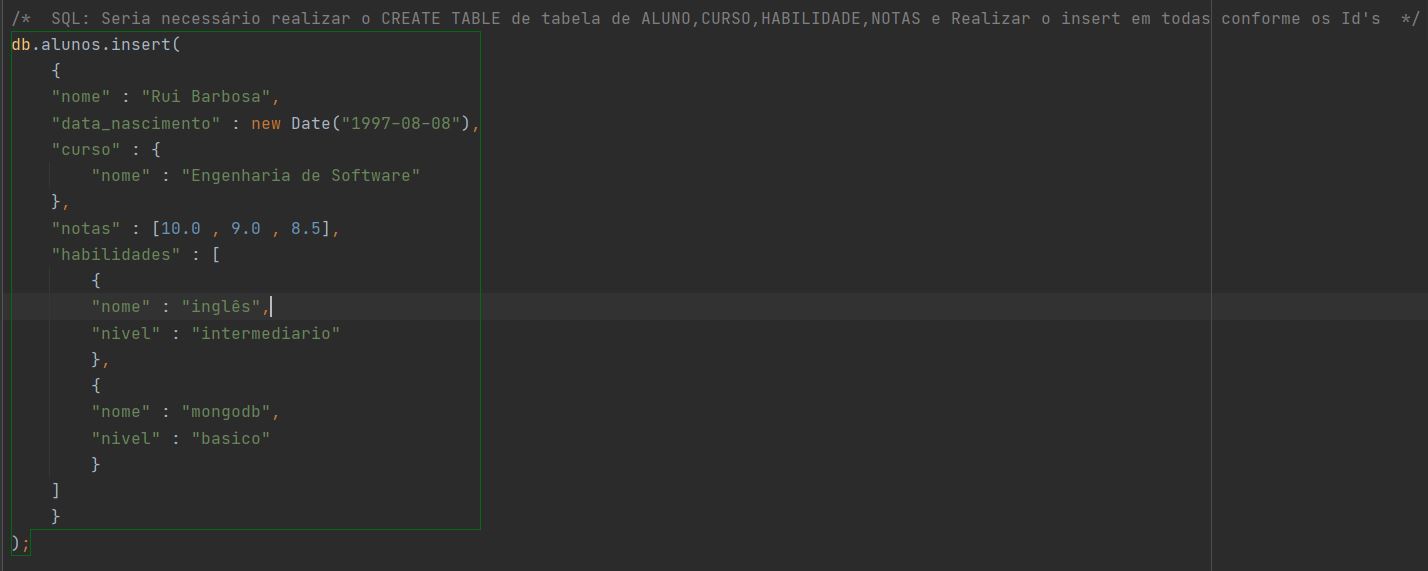 /*  SQL: Seria necessário realizar o CREATE TABLE de tabela de ALUNO,CURSO,HABILIDADE,NOTAS e Realizar o insert em todas conforme os Id's  */
db.alunos.insert(
    {
    "nome" : "Rui Barbosa",
    "data_nascimento" : new Date("1997-08-08"),
    "curso" : {
        "nome" : "Engenharia de Software"
    },
    "notas" : [10.0 , 9.0 , 8.5],
    "habilidades" : [
        {
        "nome" : "inglês",
        "nivel" : "intermediario"
        },
        {
        "nome" : "mongodb",
        "nivel" : "basico"
        }
    ]
    }
);